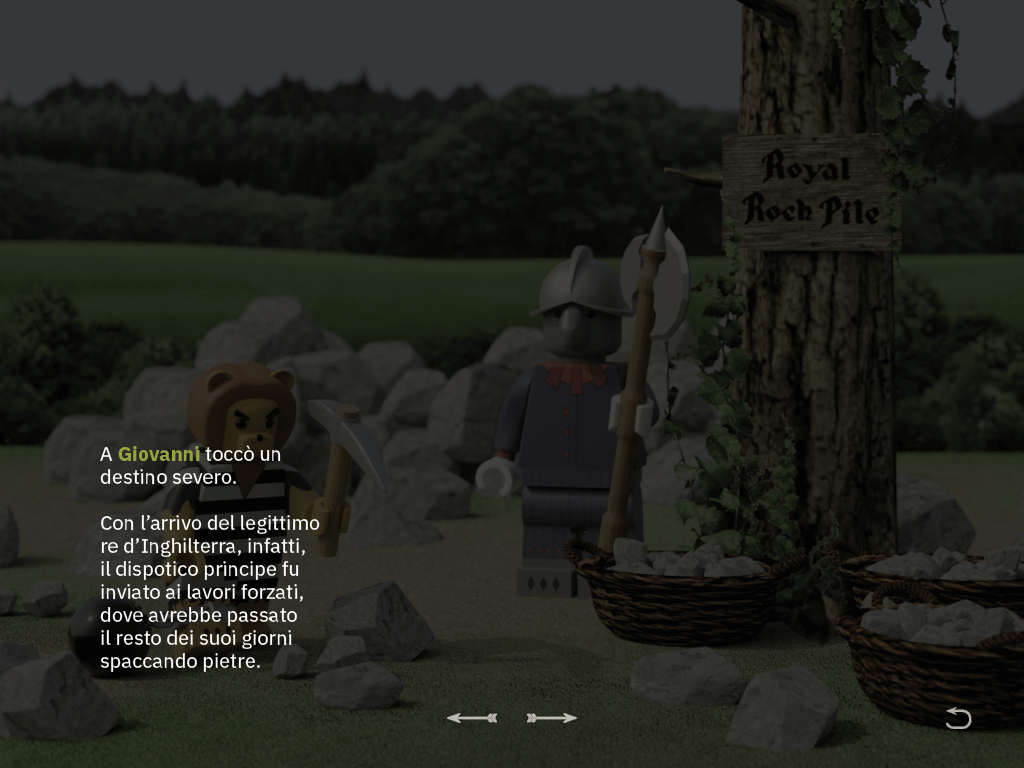 Royal
Rock Pile
A Giovanni toccò un
destino severo.
Con l’arrivo del legittimo
re d’Inghilterra, infatti,
il dispotico principe fu
inviato ai lavori forzati,
dove avrebbe passato
il resto dei suoi giorni
spaccando pietre.